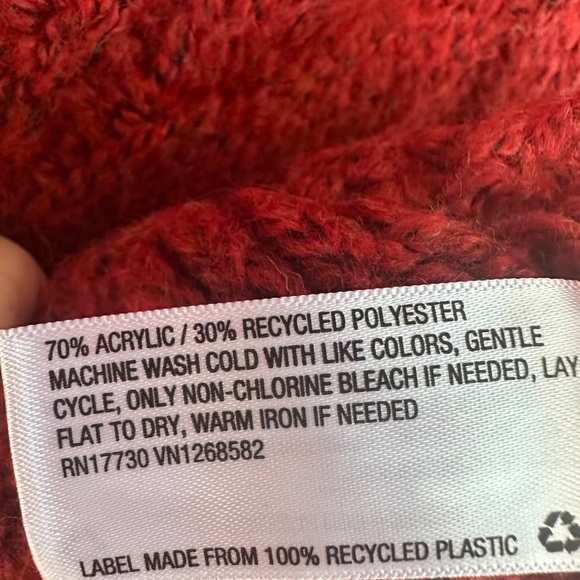 70% ACRYLIC / 30% RECYCLED POLYESTER
MACHINE WASH COLD WITH LIKE COLORS, GENTLE
CYCLE, ONLY NON-CHLORINE BLEACH IF NEEDED, LAY
FLAT TO DRY, WARM IRON IF NEEDED
RN17730 VN1268582
LABEL MADE FROM 100% RECYCLED PLASTIC